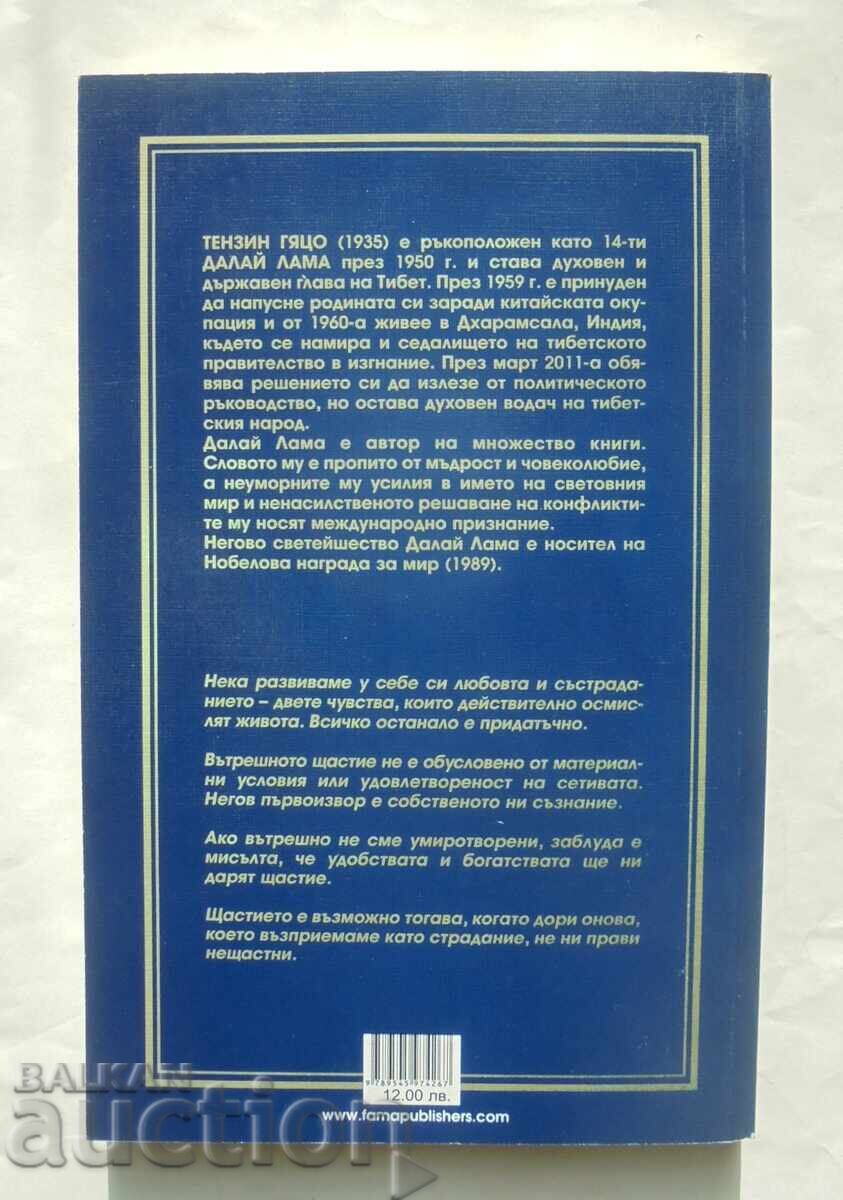 ТЕНЗИН ГЯЦО (1935) е ръкоположен като 14-ти
ДАЛАЙ ЛАМА през 1950 г. и става духовен и
държавен глава на Тибет. През 1959 г. е принуден
да напусне родината си заради китайската оку-
пация и от 1960-а живее в Дхарамсала, Индия,
където се намира и седалището на тибетското
правителство в изгнание. През март 2011-а обя-
вява решението си да излезе от политическото
ръководство, но остава духовен водач на тибет-
ския народ.
Далай Лама е автор на множество книги.
Словото му е пропито от мъдрост и човеколюбие,
а неуморните му усилия в името на световния
мир и ненасилственото решаване на конфликти-
те му носят международно признание.
Негово светейшество Далай Лама е носител на
Нобелова награда за мир (1989).
Нека развиваме у себе си любовта и състрада-
нието – двете чувства, които действително осмис-
лят живота. Всичко останало е придатъчно.
Вътрешното щастие не е обусловено от материал-
ни условия или удовлетвореност на сетивата.
Негов първоизвор е собственото ни съзнание.
Ако вътрешно не сме умиротворени, заблуда е
мисълта, че удобствата и богатствата ще ни
дарят щастие.
Щастието е възможно тогава, когато дори онова,
което възприемаме като страдание, не ни прави
нещастни.
9 789545 974267
12.00 лв.
www.famapublishers.com
BALKAN
auction